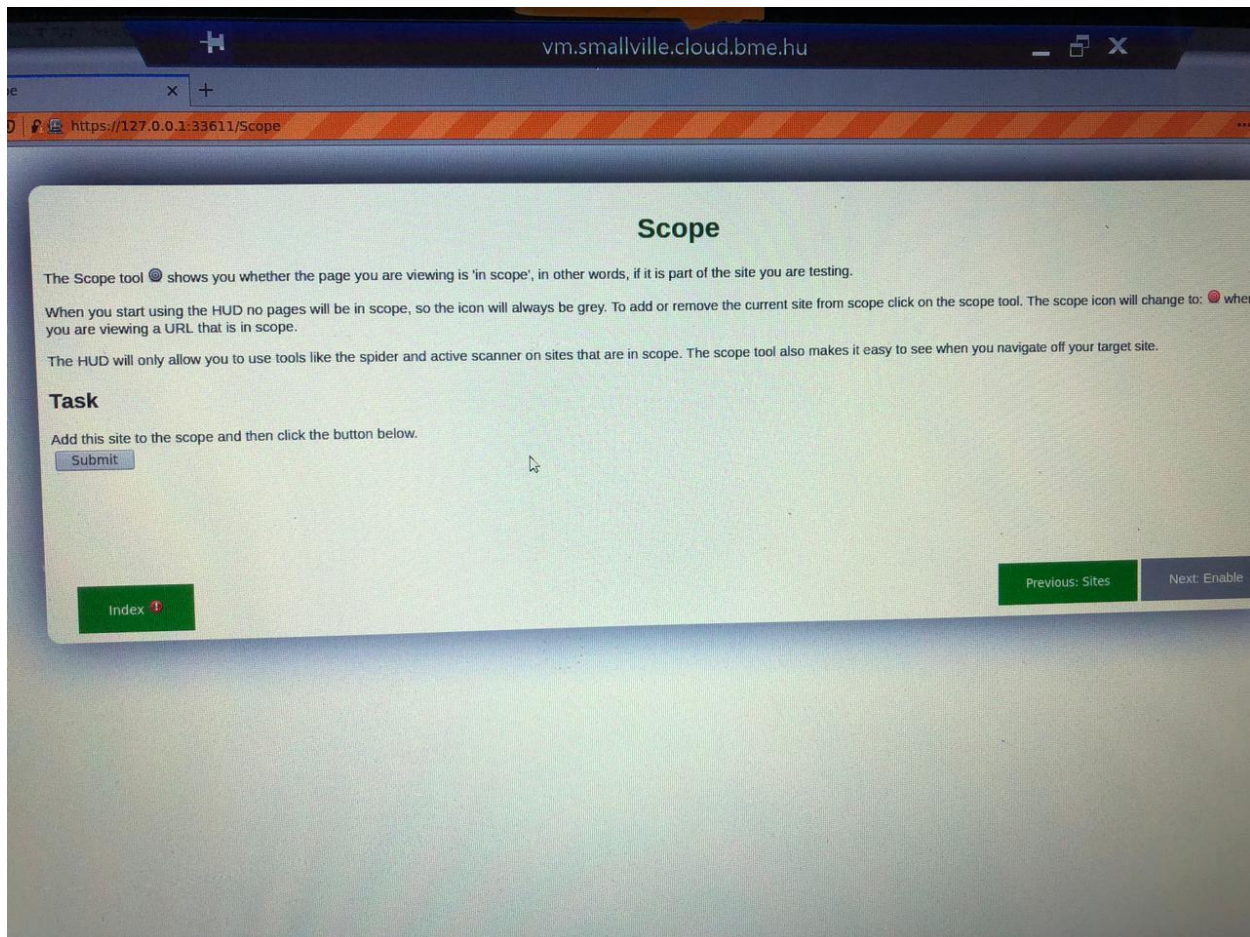 vm.smallville.cloud.bme.hu
https://127.0.0.1:33611/Scope
Scope
The Scope tool shows you whether the page you are viewing is 'in scope', in other words, if it is part of the site you are testing.
When you start using the HUD no pages will be in scope, so the icon will always be grey. To add or remove the current site from scope click on the scope tool. The scope icon will change to:
you are viewing a URL that is in scope.
The HUD will only allow you to use tools like the spider and active scanner on sites that are in scope. The scope tool also makes it easy to see when you navigate off your target site.
Task
Add this site to the scope and then click the button below.
Submit
Previous: Sites
Next: Enable
Index